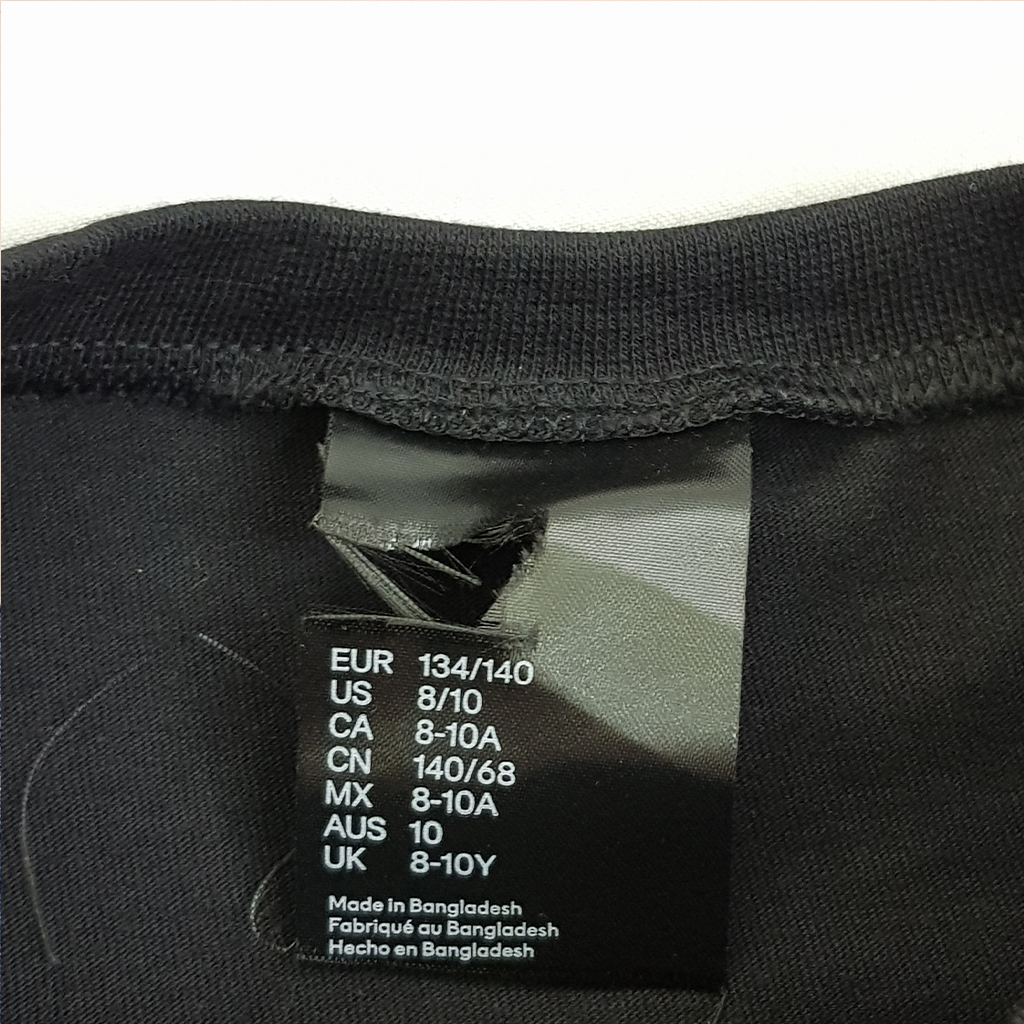 EUR 134/140
US 8/10
CA 8-10A
CN 140/68
MX 8-10A
AUS 10
UK 8-10Y
Made in Bangladesh
Fabriqué au Bangladesh
Hecho en Bangladesh